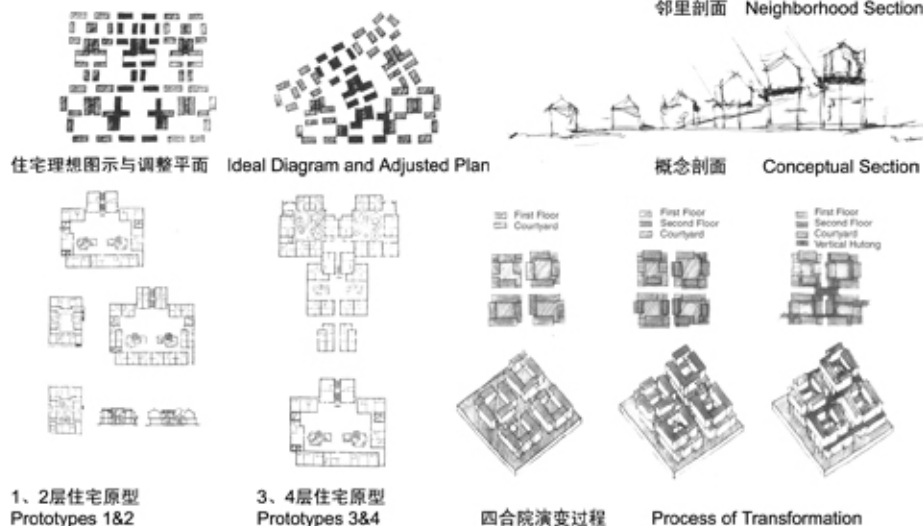 邻里剖面 Neighborhood Section
住宅理想图示与调整平面 Ideal Diagram and Adjusted Plan
概念剖面 Conceptual Section
First Floor
Courtyard
First Floor
Second Floor
Courtyard
First Floor
Second Floor
Courtyard
Vertical Hutong
1、2层住宅原型
Prototypes 1&2
3、4层住宅原型
Prototypes 3&4
四合院演变过程 Process of Transformation